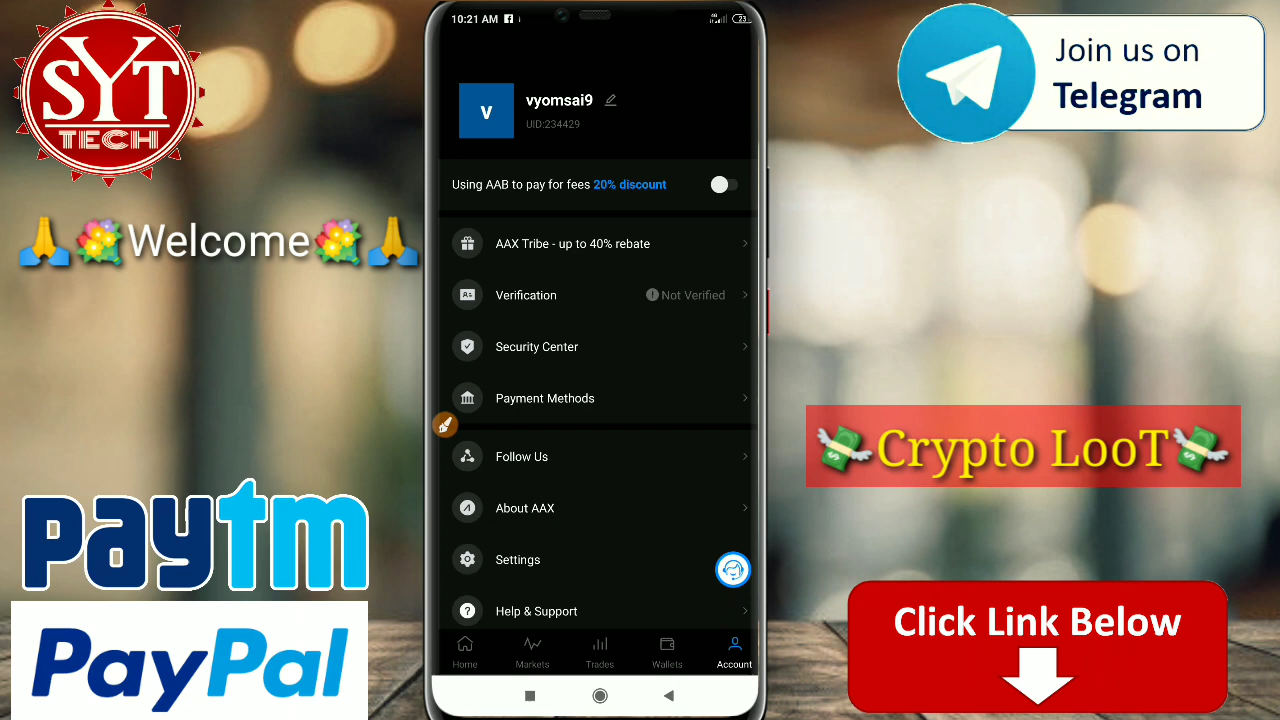 SYT
TECH
🙏💐Welcome💐🙏
Paytm
PayPal
10:21 AM
4G
23
V
vyomsai9
UID:234429
Using AAB to pay for fees 20% discount
AAX Tribe - up to 40% rebate
Verification
Not Verified
Security Center
Payment Methods
Follow Us
About AAX
Settings
Help & Support
Home
Markets
Trades
Wallets
Account
Join us on
Telegram
💸Crypto LooT💸
Click Link Below